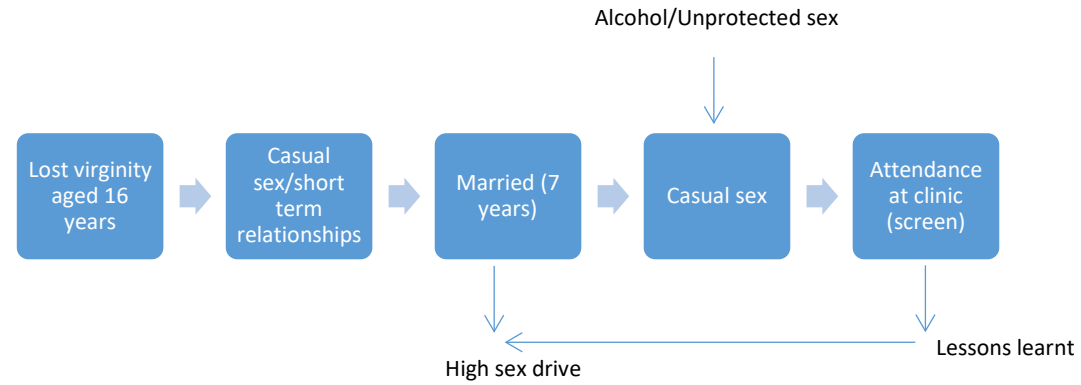 Alcohol/Unprotected sex
Lost virginity
aged 16
years
Casual
sex/short
term
relationships
Married (7
years)
Casual sex
Attendance
at clinic
(screen)
High sex drive
Lessons learnt